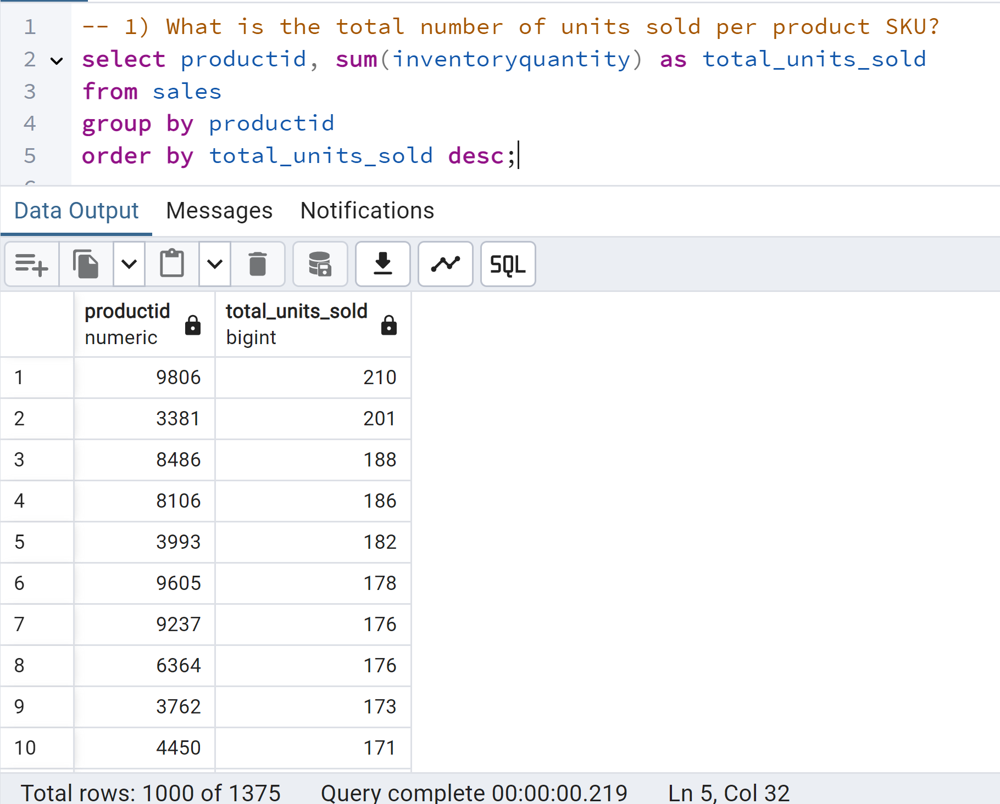 1 -- 1) What is the total number of units sold per product SKU?
2 select productid, sum(inventoryquantity) as total_units_sold
3 from sales
4 group by productid
5 order by total_units_sold desc;
Data Output Messages Notifications
SQL
productid total_units_sold
numeric bigint
1 9806 210
2 3381 201
3 8486 188
4 8106 186
5 3993 182
6 9605 178
7 9237 176
8 6364 176
9 3762 173
10 4450 171
Total rows: 1000 of 1375 Query complete 00:00:00.219 Ln 5, Col 32